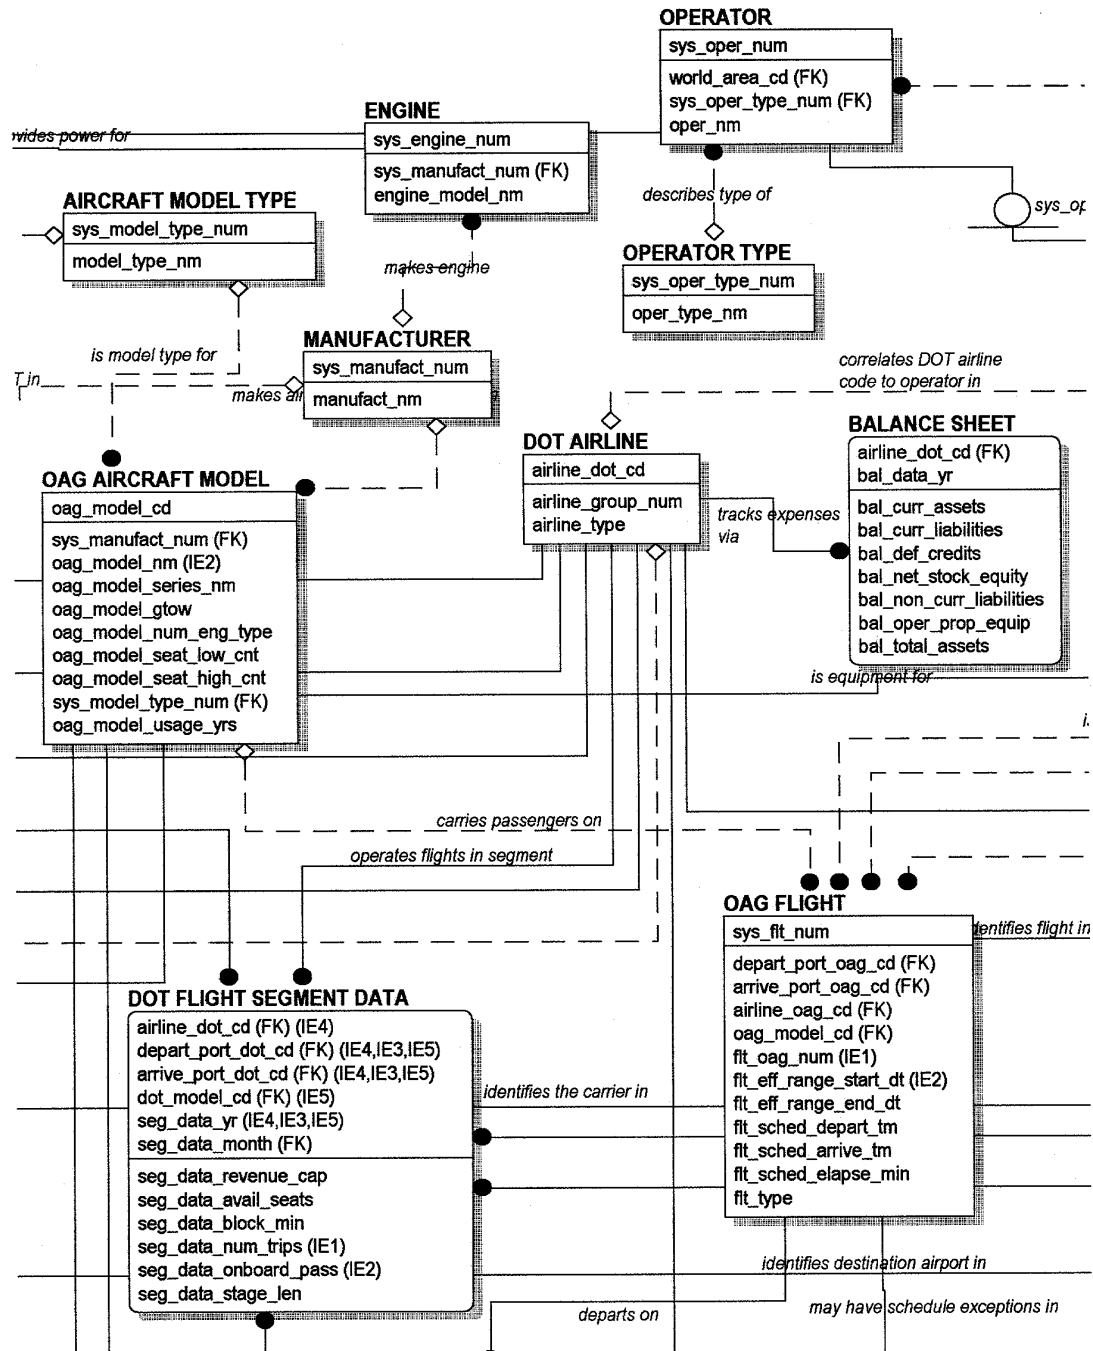 OPERATOR
sys_oper_num
world_area_cd (FK)
sys_oper_type_num (FK)
oper_nm
ENGINE
sys_engine_num
sys_manufact_num (FK)
engine_model_nm
vides power for
AIRCRAFT MODEL TYPE
sys_model_type_num
model_type_nm
describes type of
sys_op
OPERATOR TYPE
sys_oper_type_num
oper_type_nm
makes engine
MANUFACTURER
sys_manufact_num
manufact_nm
is model type for
T in
makes air
correlates DOT airline
code to operator in
DOT AIRLINE
airline_dot_cd
airline_group_num
airline_type
BALANCE SHEET
airline_dot_cd (FK)
bal_data_yr
bal_curr_assets
bal_curr_liabilities
bal_def_credits
bal_net_stock_equity
bal_non_curr_liabilities
bal_oper_prop_equip
bal_total_assets
tracks expenses
via
OAG AIRCRAFT MODEL
oag_model_cd
sys_manufact_num (FK)
oag_model_nm (IE2)
oag_model_series_nm
oag_model_gtow
oag_model_num_eng_type
oag_model_seat_low_cnt
oag_model_seat_high_cnt
sys_model_type_num (FK)
oag_model_usage_yrs
is equipment for
carries passengers on
operates flights in segment
OAG FLIGHT
sys_flt_num
depart_port_oag_cd (FK)
arrive_port_oag_cd (FK)
airline_oag_cd (FK)
oag_model_cd (FK)
flt_oag_num (IE1)
flt_eff_range_start_dt (IE2)
flt_eff_range_end_dt
flt_sched_depart_tm
flt_sched_arrive_tm
flt_sched_elapse_min
flt_type
entifies flight in
DOT FLIGHT SEGMENT DATA
airline_dot_cd (FK) (IE4)
depart_port_dot_cd (FK) (IE4,IE3,IE5)
arrive_port_dot_cd (FK) (IE4,IE3,IE5)
dot_model_cd (FK) (IE5)
seg_data_yr (IE4,IE3,IE5)
seg_data_month (FK)
seg_data_revenue_cap
seg_data_avail_seats
seg_data_block_min
seg_data_num_trips (IE1)
seg_data_onboard_pass (IE2)
seg_data_stage_len
identifies the carrier in
identifies destination airport in
departs on
may have schedule exceptions in